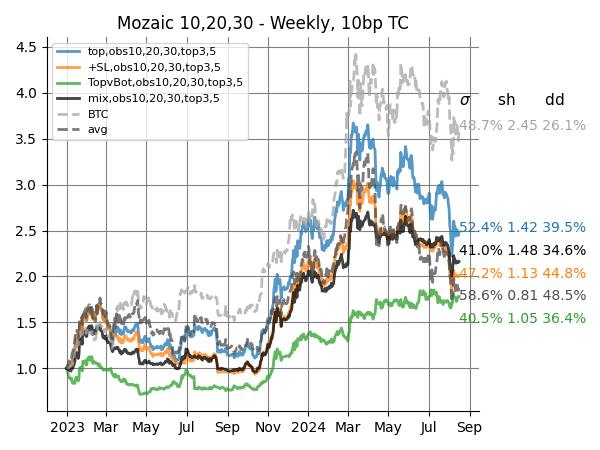 Mozaic 10,20,30 - Weekly, 10bp TC
top,obs10,20,30,top3,5
+SL,obs10,20,30,top3,5
TopvBot,obs10,20,30,top3,5
mix,obs10,20,30,top3,5
BTC
avg
σ sh dd
48.7% 2.45 26.1%
52.4% 1.42 39.5%
41.0% 1.48 34.6%
47.2% 1.13 44.8%
58.6% 0.81 48.5%
40.5% 1.05 36.4%
4.5
4.0
3.5
3.0
2.5
2.0
1.5
1.0
2023 Mar May Jul Sep Nov 2024 Mar May Jul Sep